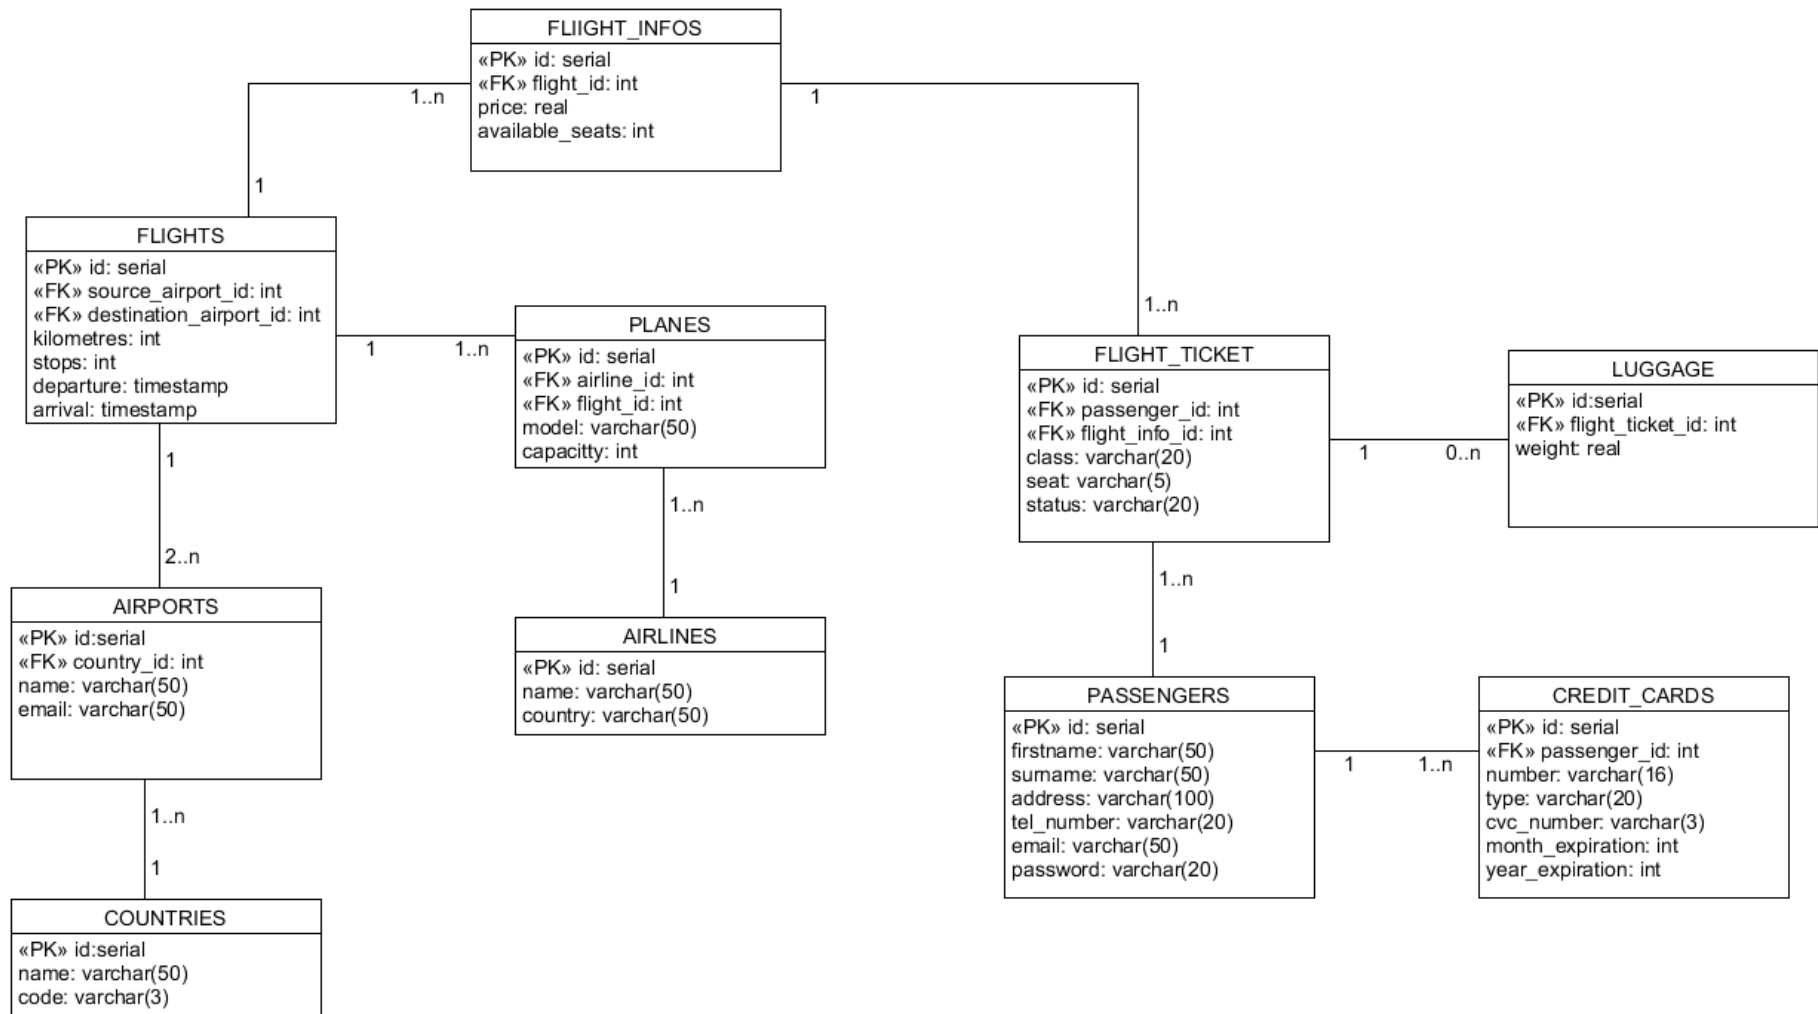 FLIIGHT_INFOS
«PK» id: serial
«FK» flight_id: int
price: real
available_seats: int
1..n
1
1
1..n
FLIGHTS
«PK» id: serial
«FK» source_airport_id: int
«FK» destination_airport_id: int
kilometres: int
stops: int
departure: timestamp
arrival: timestamp
1
1..n
PLANES
«PK» id: serial
«FK» airline_id: int
«FK» flight_id: int
model: varchar(50)
capacitty: int
FLIGHT_TICKET
«PK» id: serial
«FK» passenger_id: int
«FK» flight_info_id: int
class: varchar(20)
seat: varchar(5)
status: varchar(20)
1
0..n
LUGGAGE
«PK» id:serial
«FK» flight_ticket_id: int
weight: real
1
2..n
1..n
1
1..n
1
AIRPORTS
«PK» id:serial
«FK» country_id: int
name: varchar(50)
email: varchar(50)
AIRLINES
«PK» id: serial
name: varchar(50)
country: varchar(50)
PASSENGERS
«PK» id: serial
firstname: varchar(50)
surname: varchar(50)
address: varchar(100)
tel_number: varchar(20)
email: varchar(50)
password: varchar(20)
1
1..n
CREDIT_CARDS
«PK» id: serial
«FK» passenger_id: int
number: varchar(16)
type: varchar(20)
cvc_number: varchar(3)
month_expiration: int
year_expiration: int
1..n
1
COUNTRIES
«PK» id:serial
name: varchar(50)
code: varchar(3)